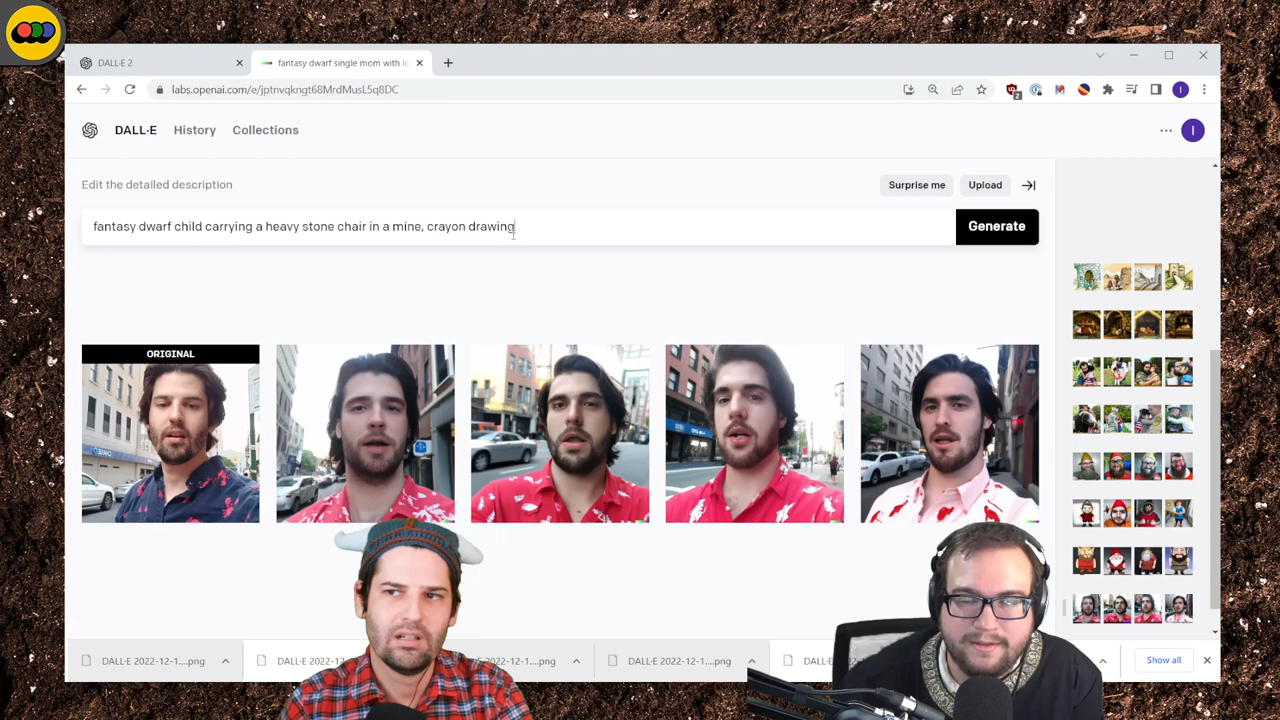 DALL·E 2
fantasy dwarf single mom with lo
labs.openai.com/e/jptnvqkngt68MrdMusL5q8DC
2
I
DALL·E
History
Collections
I
Edit the detailed description
Surprise me
Upload
fantasy dwarf child carrying a heavy stone chair in a mine, crayon drawing
Generate
ORIGINAL
DALL·E 2022-12-1....png
DALL·E 2022-12-
-12-1....png
DALL·E 2022-12-1....png
DALL·
Show all